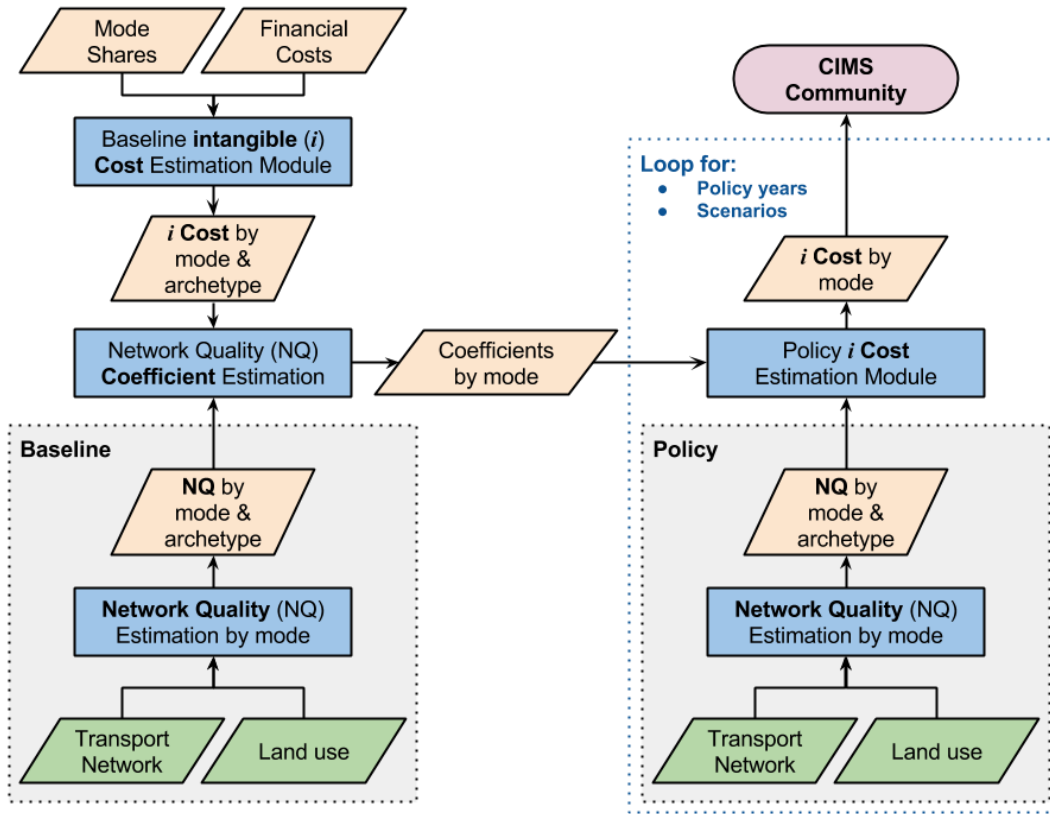 Mode
Shares
Financial
Costs
Baseline intangible (i)
Cost Estimation Module
i Cost by
mode &
archetype
Network Quality (NQ)
Coefficient Estimation
Coefficients
by mode
Baseline
NQ by
mode &
archetype
Network Quality (NQ)
Estimation by mode
Transport
Network
Land use
CIMS
Community
Loop for:
● Policy years
● Scenarios
i Cost by
mode
Policy i Cost
Estimation Module
Policy
NQ by
mode &
archetype
Network Quality (NQ)
Estimation by mode
Transport
Network
Land use